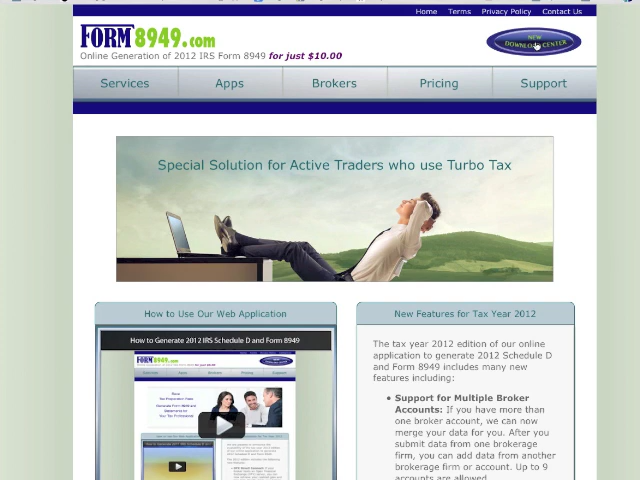 Home Terms Privacy Policy Contact Us
FORM8949.com
NEW
DOWNLOAD CENTER
Online Generation of 2012 IRS Form 8949 for just $10.00
Services Apps Brokers Pricing Support
Special Solution for Active Traders who use Turbo Tax
How to Use Our Web Application
How to Generate 2012 IRS Schedule D and Form 8949
FORM8949.com
New Features for Tax Year 2012
The tax year 2012 edition of our online
application to generate 2012 Schedule D
and Form 8949 includes many new
features including:
• Support for Multiple Broker
Accounts: If you have more than
one broker account, we can now
merge your data for you. After you
submit data from one brokerage
firm, you can add data from another
brokerage firm or account. Up to 9
accounts are allowed.